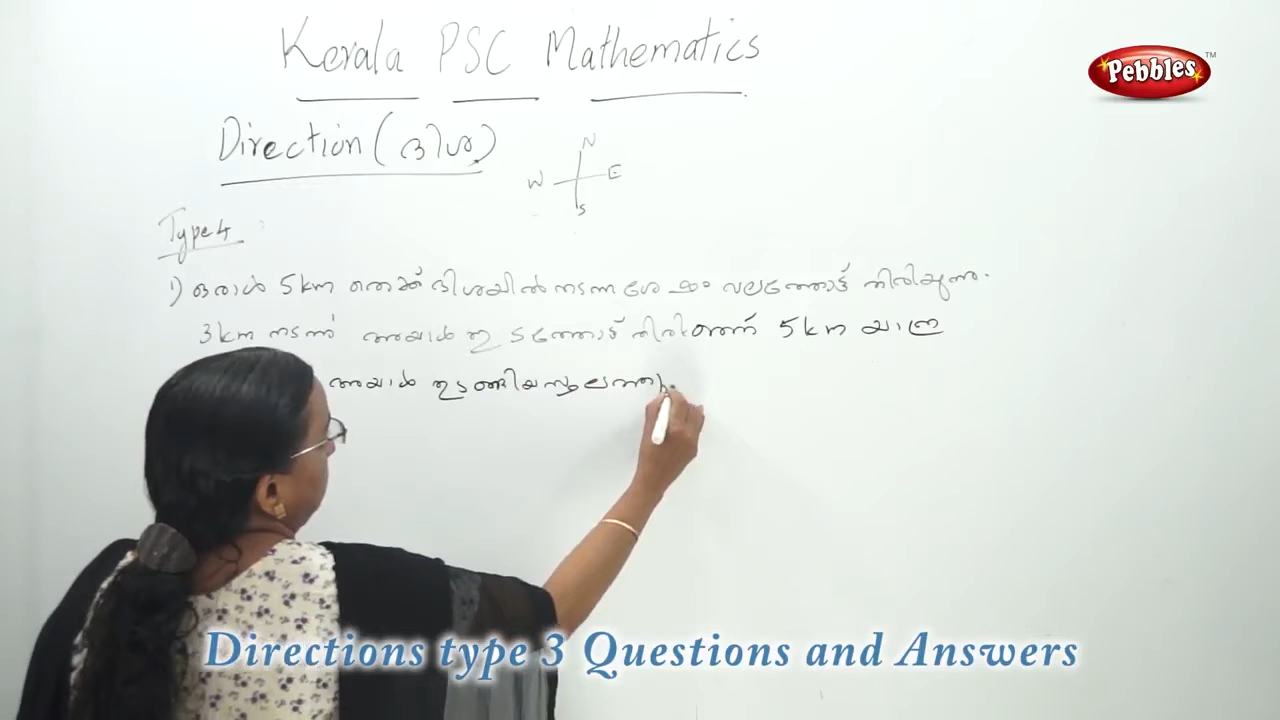 Kerala PSC Mathematics
Pebbles TM
Direction (ദിശ)
N
W E
S
Type 4
1) ഒരാൾ 5km തെക്ക് ദിശയിൽ നടന്ന ശേഷം വലത്തോട്ട് തിരിയുന്നു.
3km നടന്ന് അയാൾ ഇടത്തോട്ട് തിരിഞ്ഞ് 5km യാത്ര
അയാൾ തുടങ്ങിയ
Directions type 3 Questions and Answers